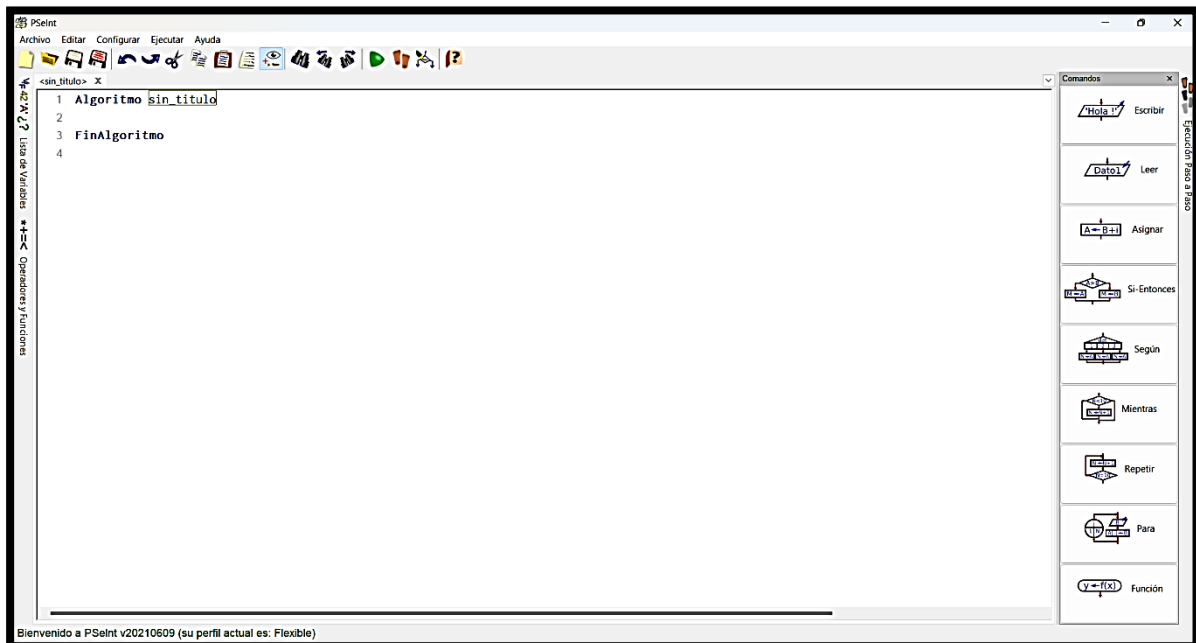 PSeInt
Archivo Editar Configurar Ejecutar Ayuda
<sin_titulo> X
1 Algoritmo sin_titulo
2
3 FinAlgoritmo
4
*+=< Operadores y Funciones
42'A'¿? Lista de Variables
Comandos x
'Hola !' Escribir
Dato1 Leer
A←B+i Asignar
Si-Entonces
Según
Mientras
Repetir
Para
y←f(x) Función
Ejecución Paso a Paso
Bienvenido a PSeInt v20210609 (su perfil actual es: Flexible)